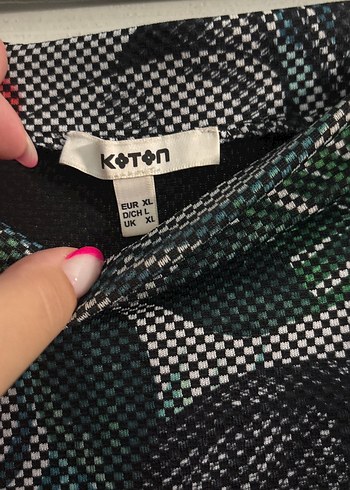 KOTON
EUR XL
D/CH L
UK XL